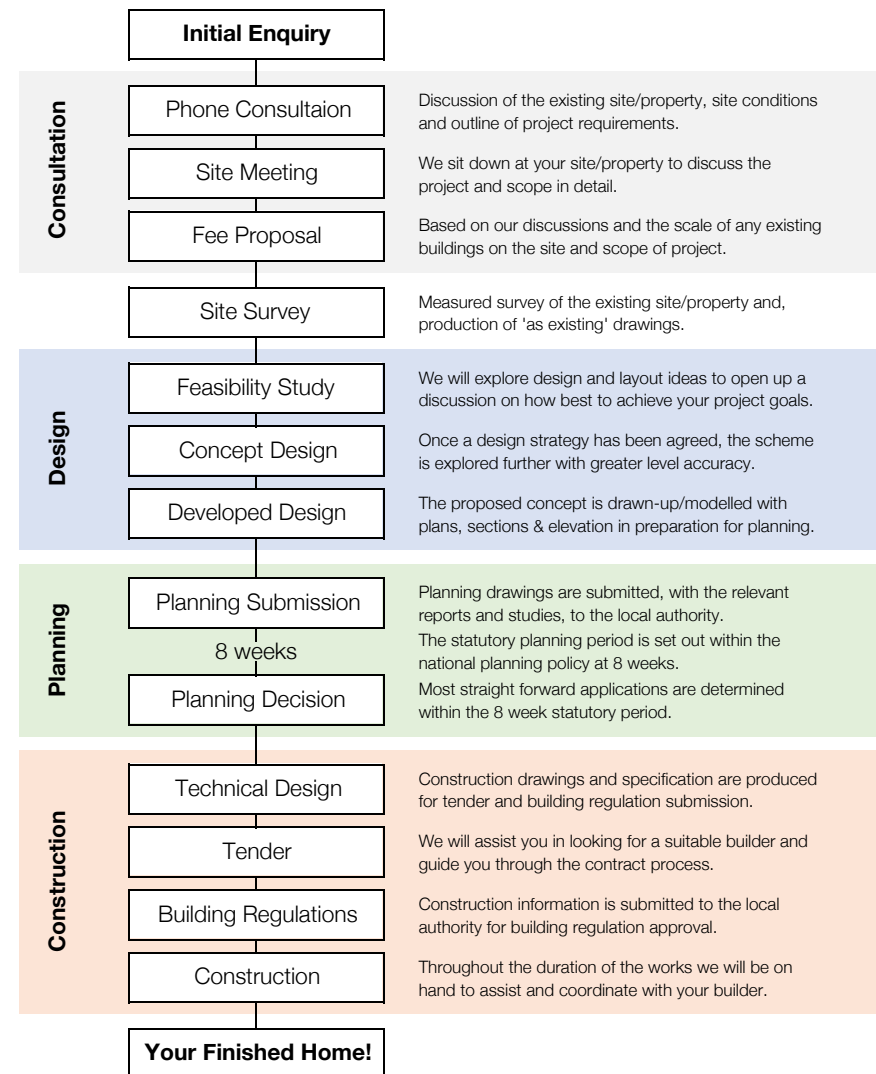 Initial Enquiry
Consultation
Phone Consultaion
Discussion of the existing site/property, site conditions
and outline of project requirements.
Site Meeting
We sit down at your site/property to discuss the
project and scope in detail.
Fee Proposal
Based on our discussions and the scale of any existing
buildings on the site and scope of project.
Site Survey
Measured survey of the existing site/property and,
production of 'as existing' drawings.
Design
Feasibility Study
We will explore design and layout ideas to open up a
discussion on how best to achieve your project goals.
Concept Design
Once a design strategy has been agreed, the scheme
is explored further with greater level accuracy.
Developed Design
The proposed concept is drawn-up/modelled with
plans, sections & elevation in preparation for planning.
Planning
Planning Submission
Planning drawings are submitted, with the relevant
reports and studies, to the local authority.
8 weeks
The statutory planning period is set out within the
national planning policy at 8 weeks.
Planning Decision
Most straight forward applications are determined
within the 8 week statutory period.
Construction
Technical Design
Construction drawings and specification are produced
for tender and building regulation submission.
Tender
We will assist you in looking for a suitable builder and
guide you through the contract process.
Building Regulations
Construction information is submitted to the local
authority for building regulation approval.
Construction
Throughout the duration of the works we will be on
hand to assist and coordinate with your builder.
Your Finished Home!